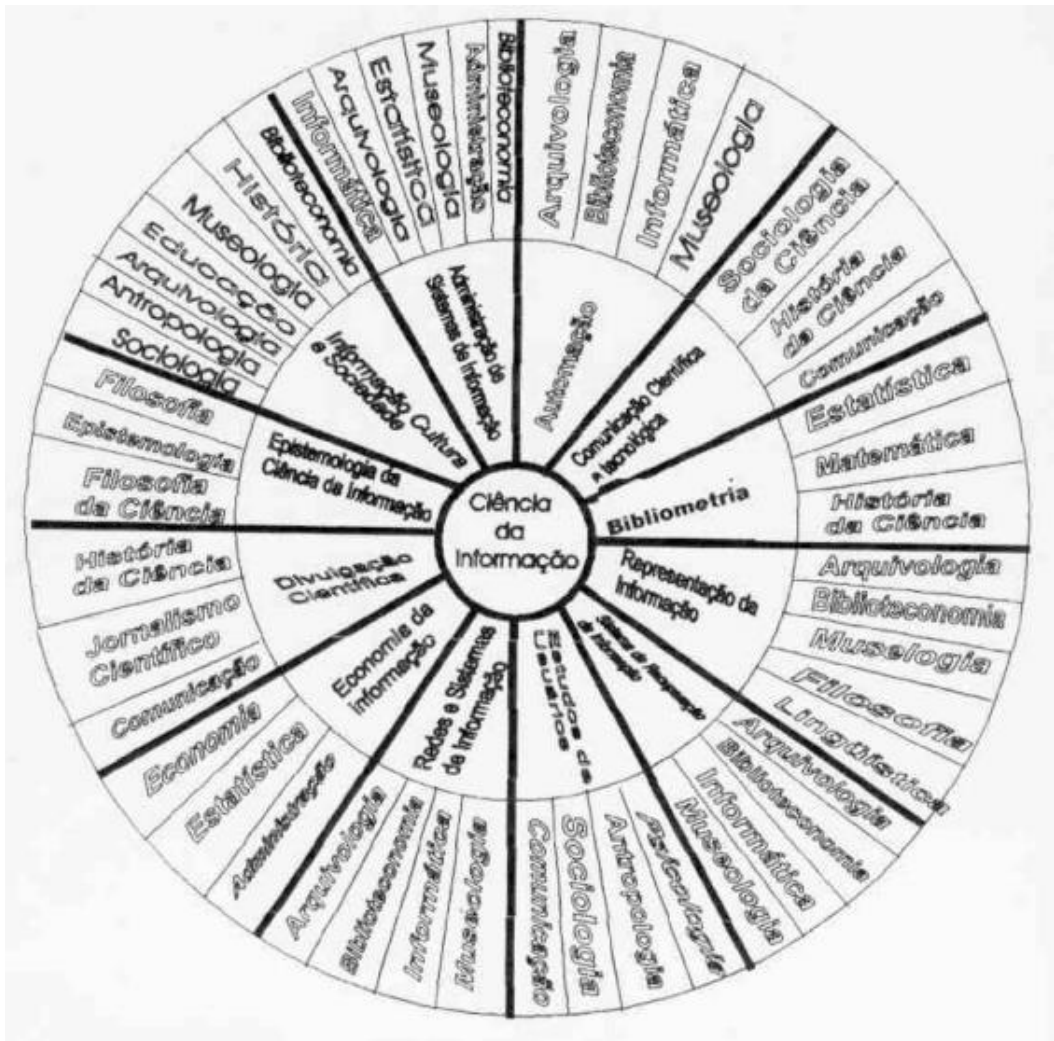 Ciência
da
Informação
Automação
Arquivologia
Biblioteconomia
Informática
Museologia
Comunicação Científica
e tecnológica
Sociologia
da Ciência
História
da Ciência
Comunicação
Bibliometria
Estatística
Matemática
História
da Ciência
Representação da
Informação
Arquivologia
Biblioteconomia
Muselogia
Filosofia
Lingüística
Sistemas de Recuperação
da Informação
Arquivologia
Biblioteconomia
Informática
Museologia
Estudos de
Usuários
Psicologia
Antropologia
Sociologia
Comunicação
Redes e Sistemas
de Informação
Museologia
Informática
Biblioteconomia
Arquivologia
Economia da
informação
Administração
Estatística
Economia
Divulgação
Científica
Comunicação
Jornalismo
Científico
História
da Ciência
Epistemologia da
Ciência da Informação
Filosofia
da Ciência
Epistemologia
Filosofia
Informação Cultura
e Sociedade
Sociologia
Antropologia
Arquivologia
Educação
Museologia
História
Biblioteconomia
Administração de
Sistemas de Informação
Informática
Arquivologia
Estatística
Museologia
Administração
Biblioteconomia